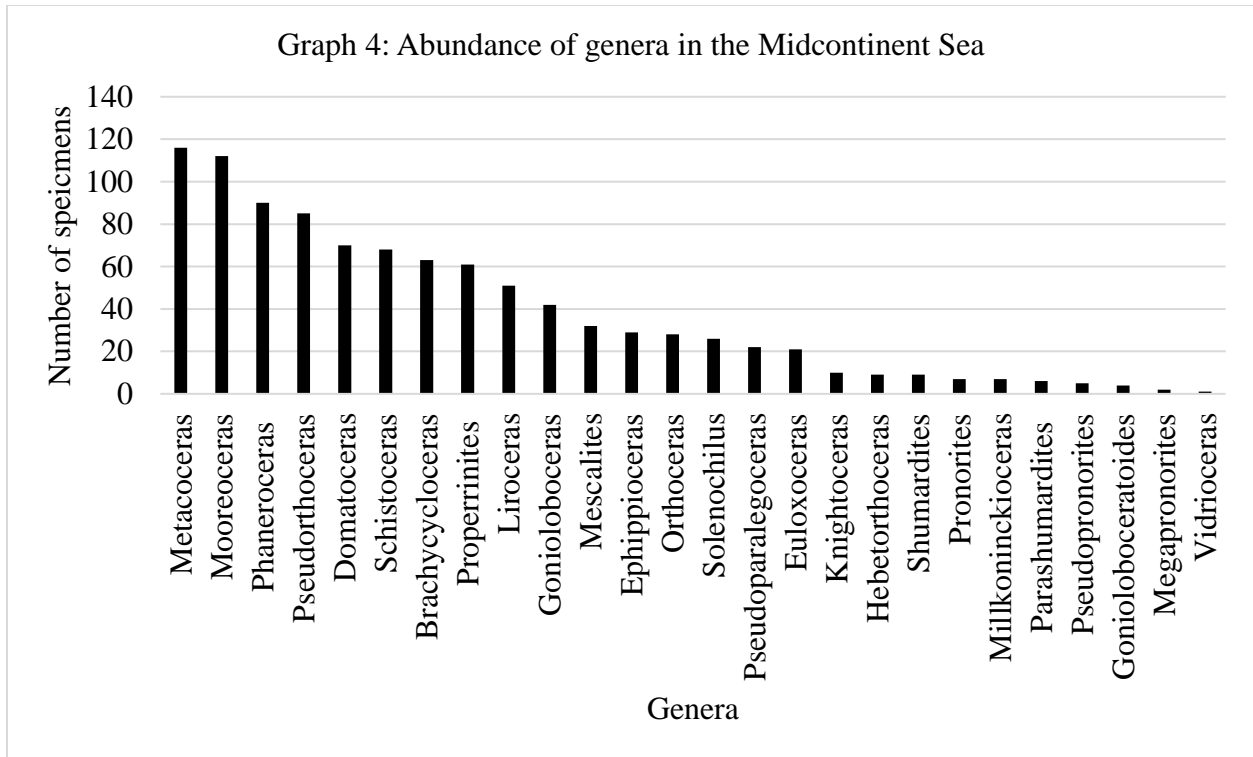 Graph 4: Abundance of genera in the Midcontinent Sea
Number of speicmens
140
120
100
80
60
40
20
0
Metacoceras
Mooreoceras
Phaneroceras
Pseudorthoceras
Domatoceras
Schistoceras
Brachycycloceras
Properrinites
Liroceras
Gonioloboceras
Mescalites
Ephippioceras
Orthoceras
Solenochilus
Pseudoparalegoceras
Euloxoceras
Knightoceras
Hebetorthoceras
Shumardites
Pronorites
Millkoninckioceras
Parashumardites
Pseudopronorites
Gonioloboceratoides
Megapronorites
Vidrioceras
Genera